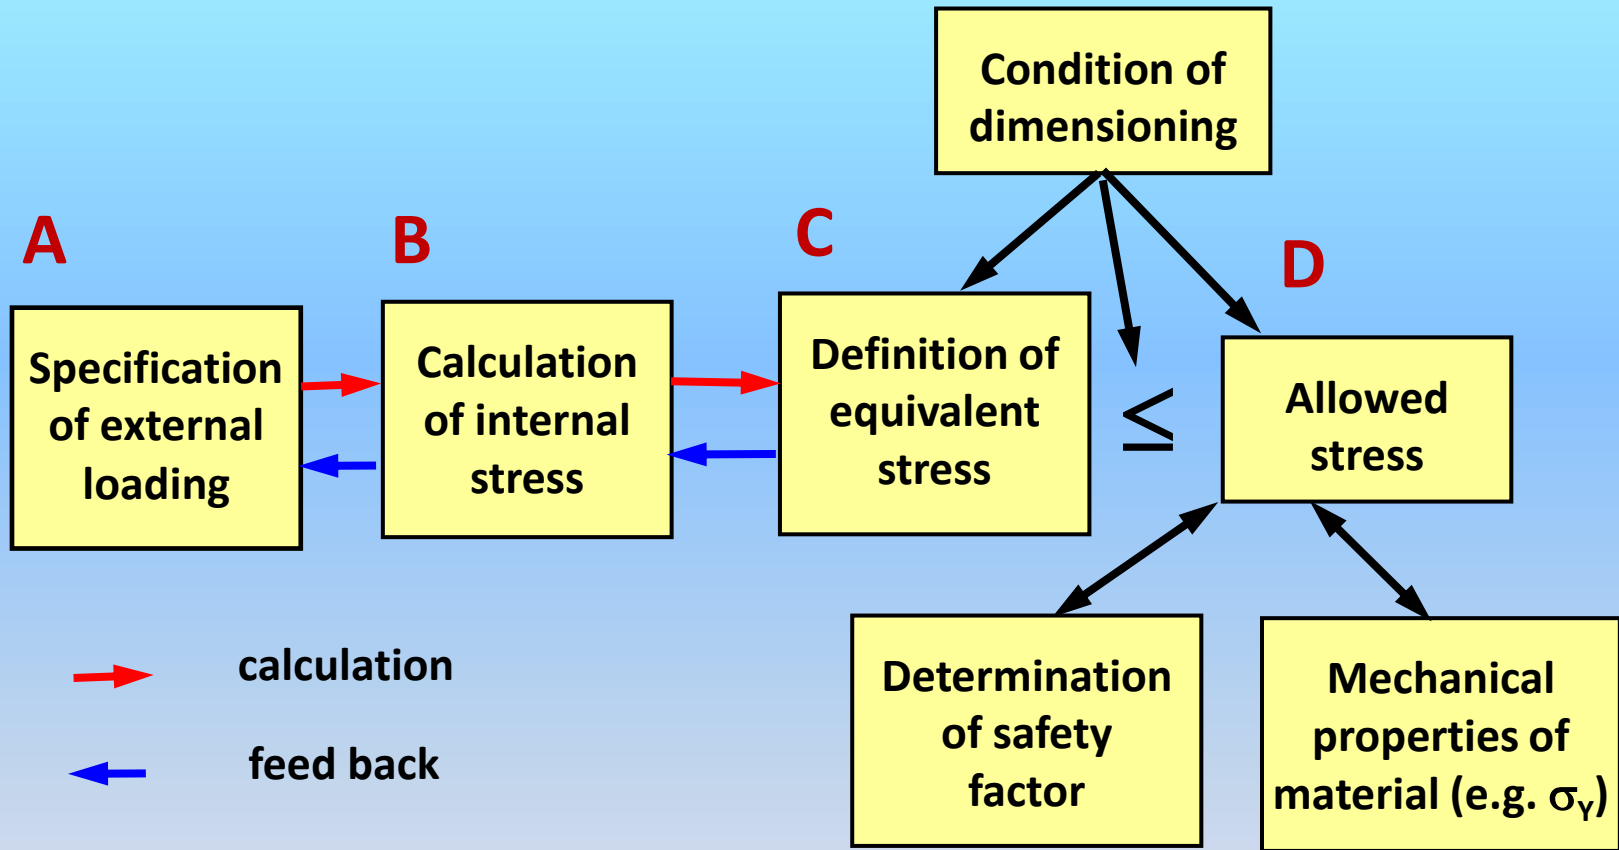 Condition of
dimensioning
A
B
C
D
Specification
of external
loading
Calculation
of internal
stress
Definition of
equivalent
stress
≤
Allowed
stress
calculation
feed back
Determination
of safety
factor
Mechanical
properties of
material (e.g. σY)